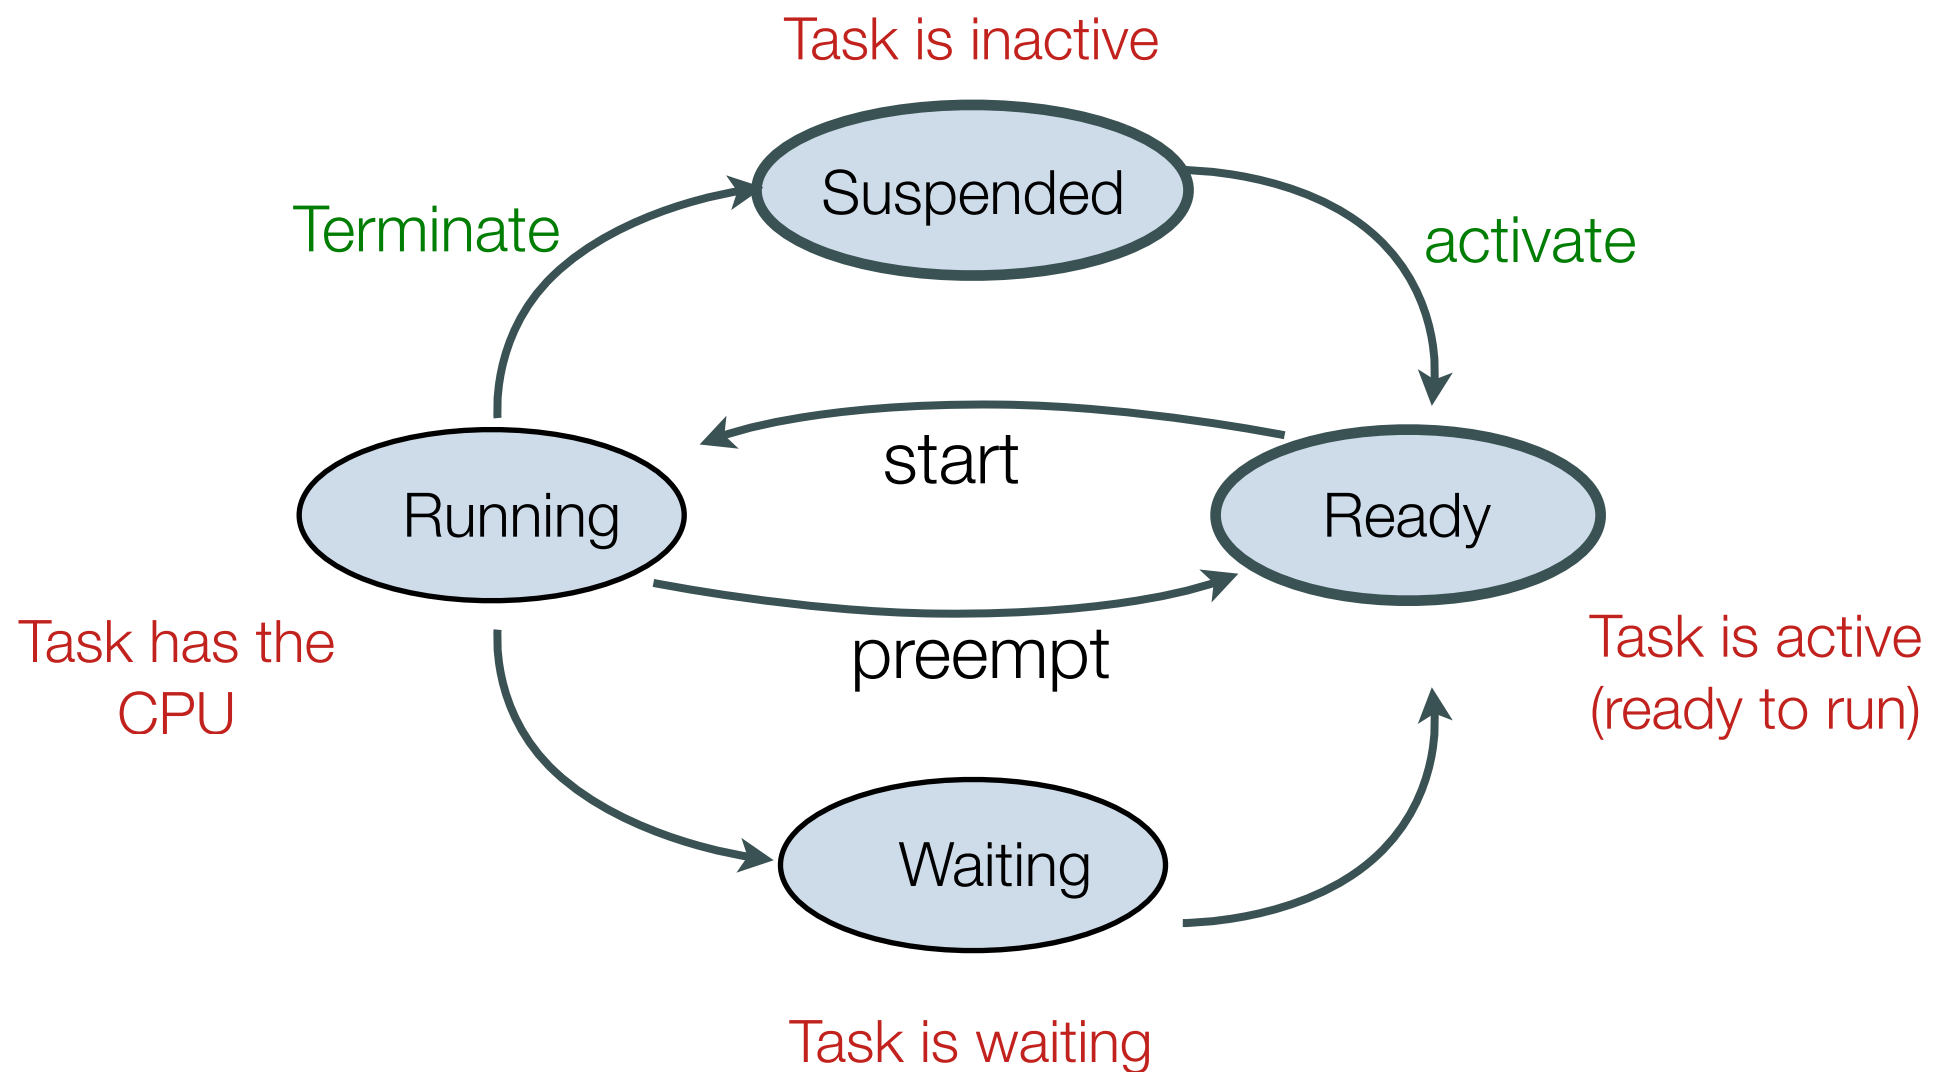 Task is inactive
Suspended
Terminate
activate
start
Running
Ready
preempt
Task has the
CPU
Task is active
(ready to run)
Waiting
Task is waiting